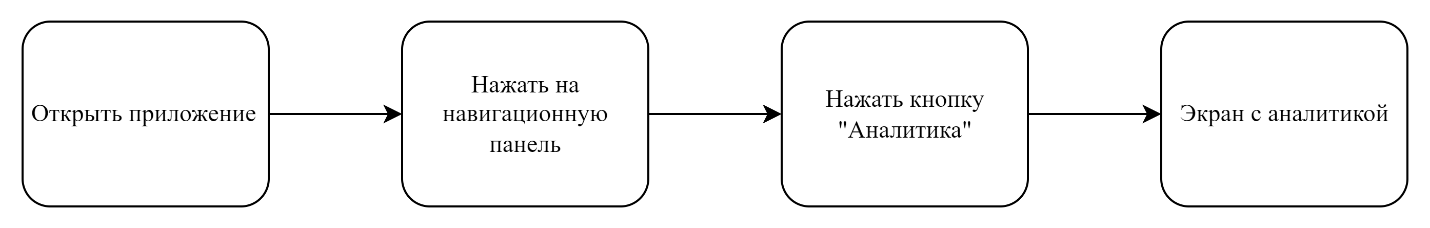 Открыть приложение
Нажать на
навигационную
панель
Нажать кнопку
"Аналитика"
Экран с аналитикой